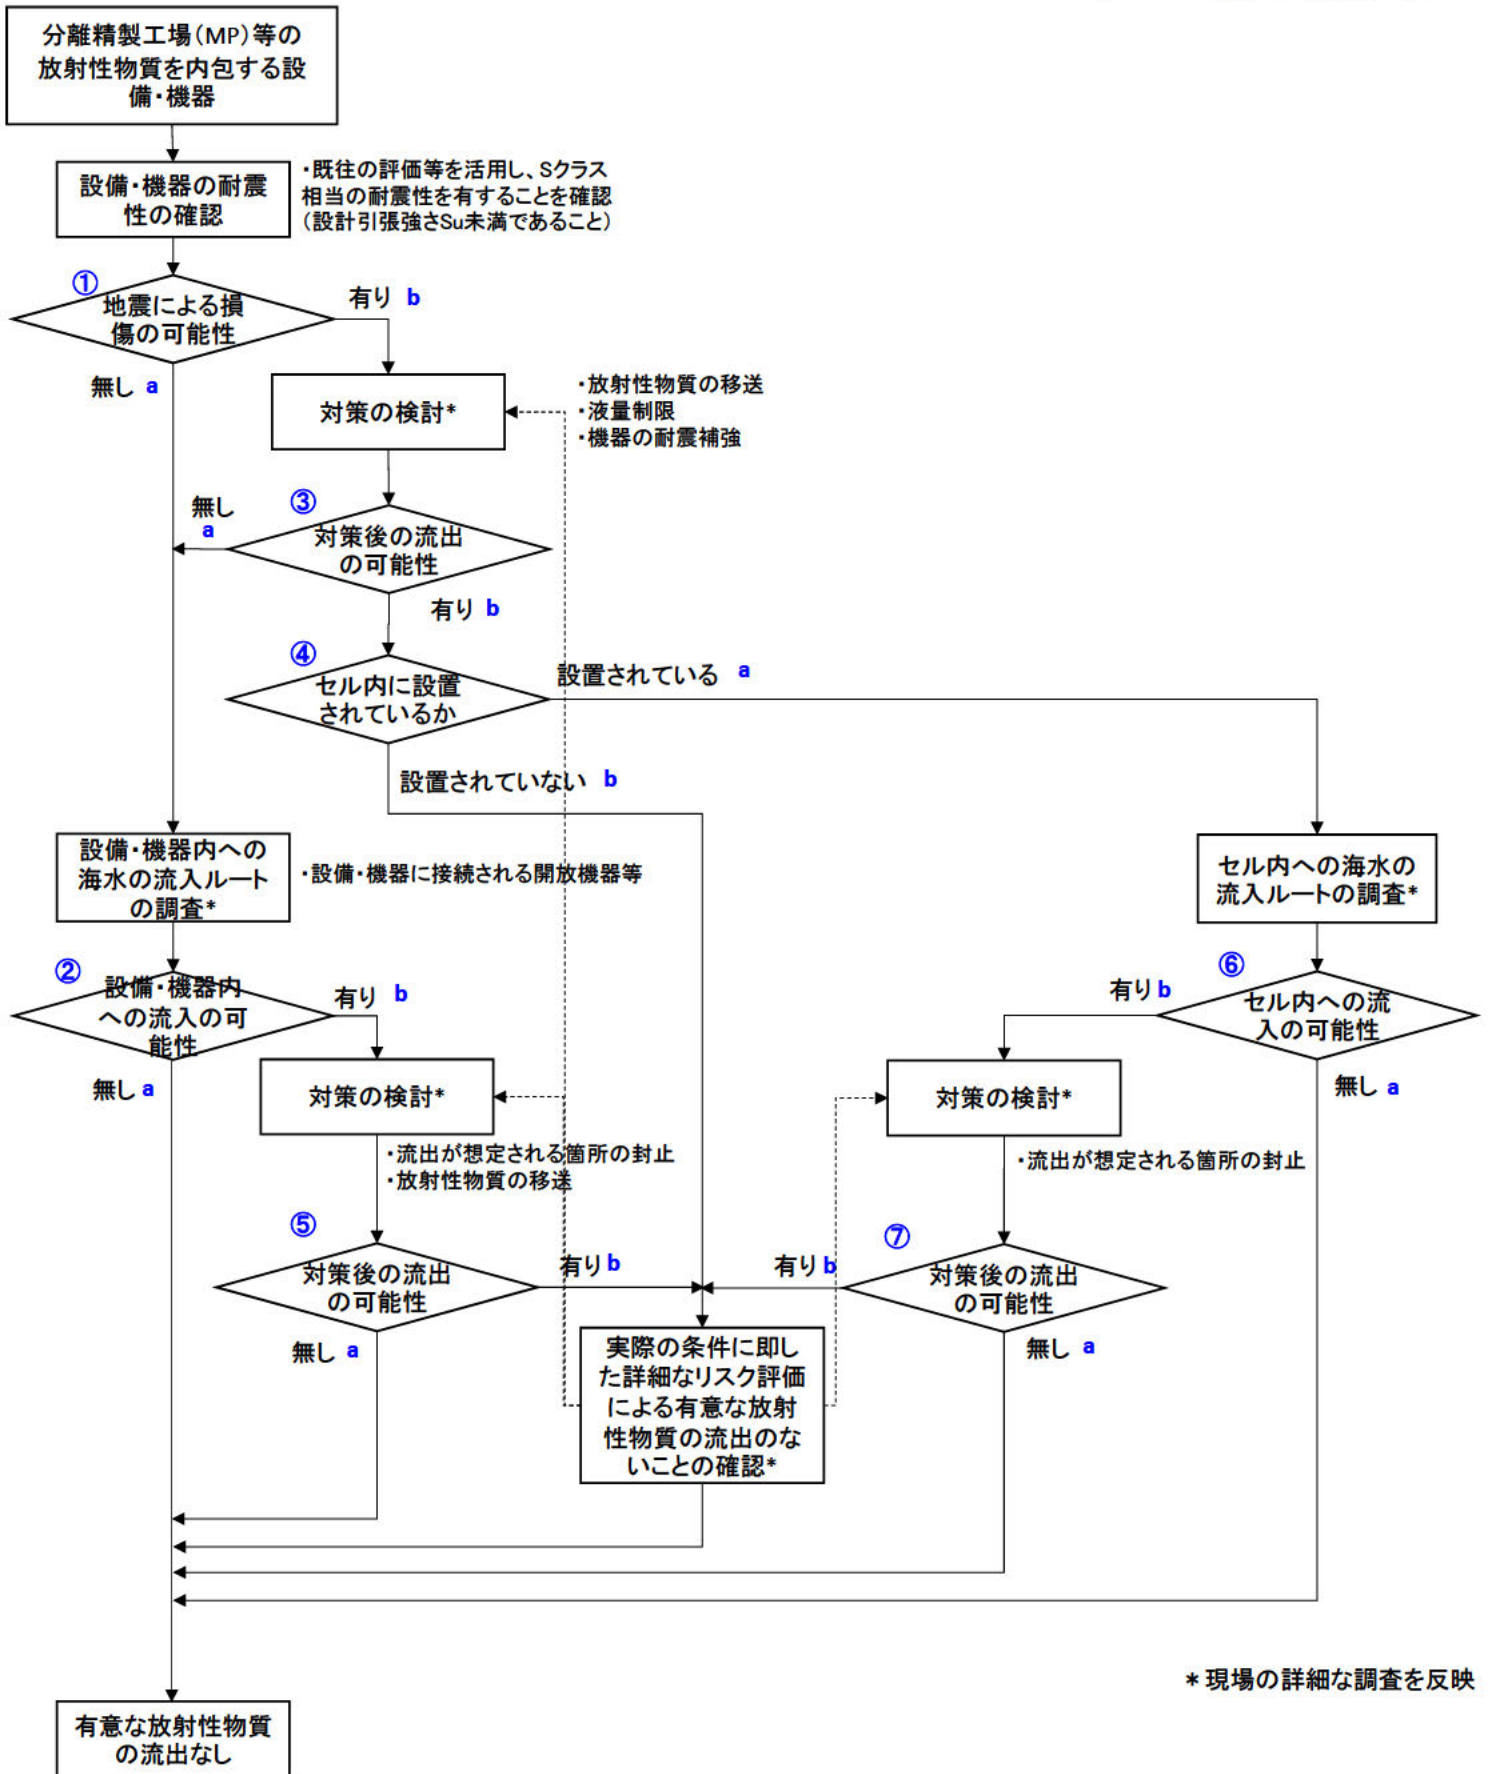 分離精製工場(MP)等の
放射性物質を内包する設
備・機器
設備・機器の耐震
性の確認
・既往の評価等を活用し、Sクラス
相当の耐震性を有することを確認
(設計引張強さSu未満であること)
①
地震による損
傷の可能性
有り b
無し a
対策の検討*
・放射性物質の移送
・液量制限
・機器の耐震補強
③
無し
a
対策後の流出
の可能性
有り b
④
セル内に設置
されているか
設置されている a
設置されていない b
設備・機器内への
海水の流入ルート
の調査*
・設備・機器に接続される開放機器等
セル内への海水の
流入ルートの調査*
②
設備・機器内
への流入の可
能性
有り b
無し a
⑥
有り b
セル内への流
入の可能性
無し a
対策の検討*
・流出が想定される箇所の封止
・放射性物質の移送
対策の検討*
・流出が想定される箇所の封止
⑤
対策後の流出
の可能性
有り b
無し a
⑦
有り b
対策後の流出
の可能性
無し a
実際の条件に即し
た詳細なリスク評価
による有意な放射
性物質の流出のな
いことの確認*
*現場の詳細な調査を反映
有意な放射性物質
の流出なし